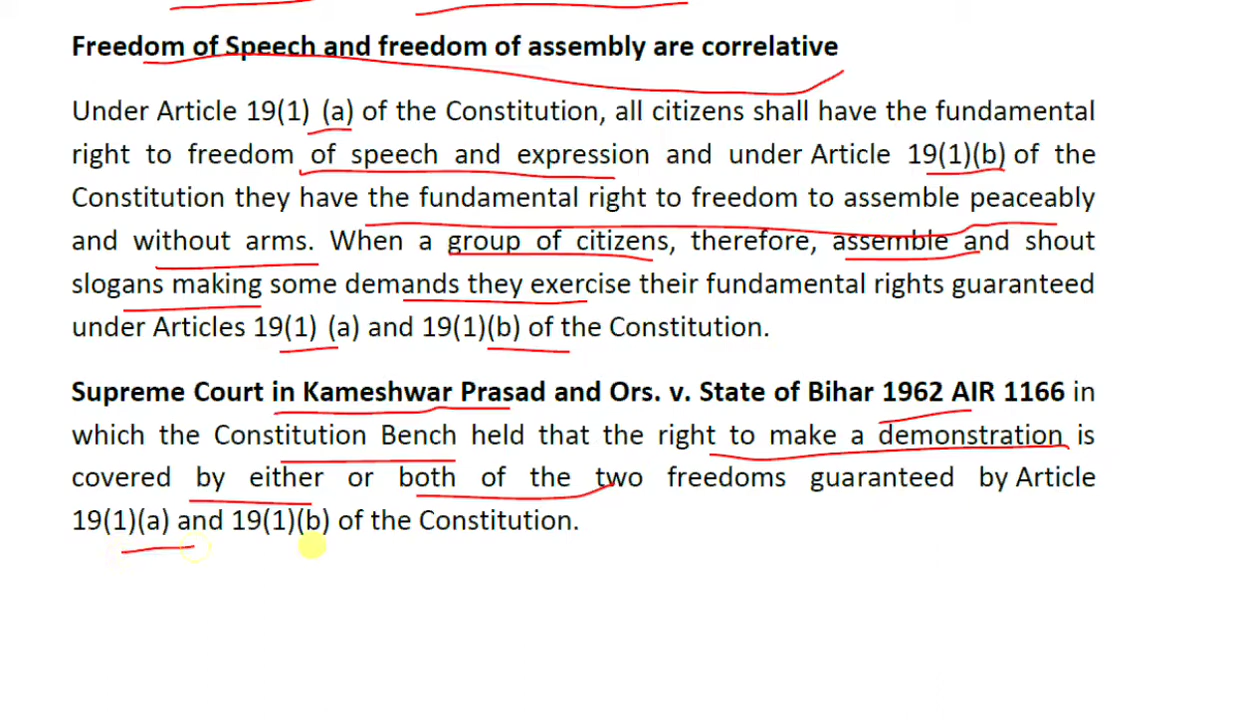 Freedom of Speech and freedom of assembly are correlative
Under Article 19(1) (a) of the Constitution, all citizens shall have the fundamental
right to freedom of speech and expression and under Article 19(1)(b) of the
Constitution they have the fundamental right to freedom to assemble peaceably
and without arms. When a group of citizens, therefore, assemble and shout
slogans making some demands they exercise their fundamental rights guaranteed
under Articles 19(1) (a) and 19(1)(b) of the Constitution.
Supreme Court in Kameshwar Prasad and Ors. v. State of Bihar 1962 AIR 1166 in
which the Constitution Bench held that the right to make a demonstration is
covered by either or both of the two freedoms guaranteed by Article
19(1)(a) and 19(1)(b) of the Constitution.